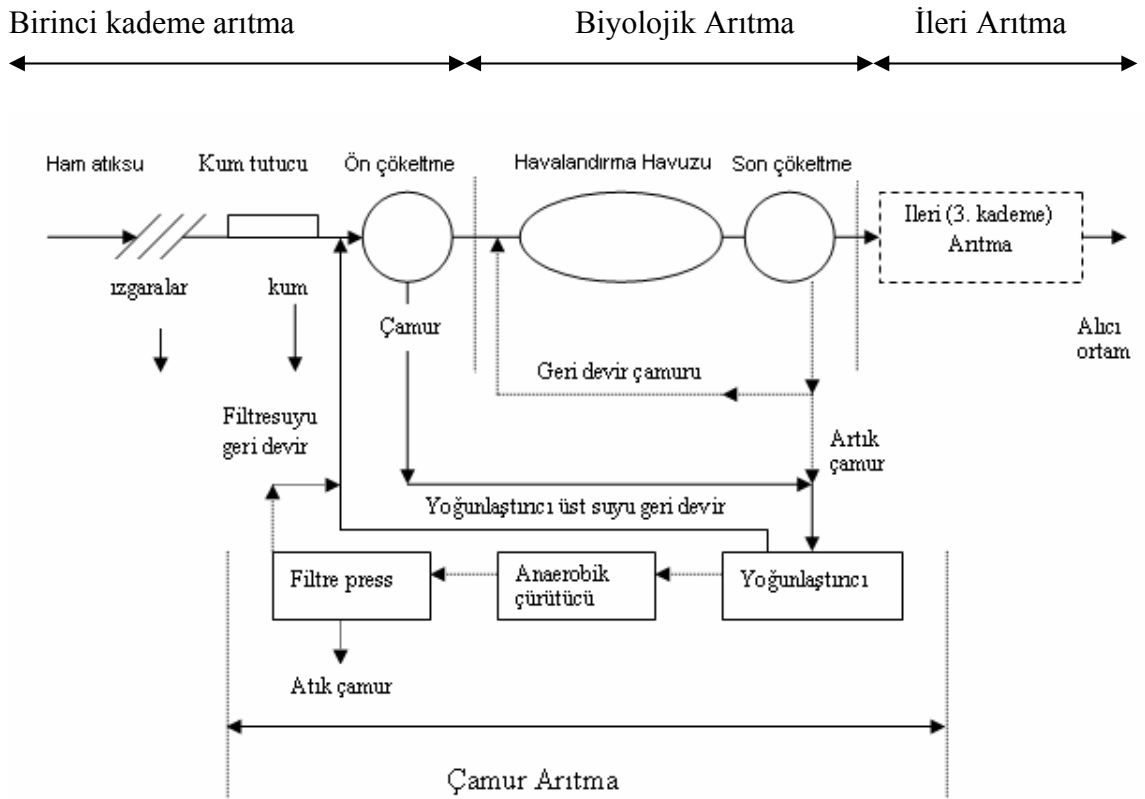 Birinci kademe arıtma
Biyolojik Arıtma
İleri Arıtma
Ham atıksu
Kum tutucu
Ön çökeltme
Havalandırma Havuzu
Son çökeltme
Ileri (3. kademe)
Arıtma
ızgaralar
kum
Çamur
Alıcı
ortam
Geri devir çamuru
Filtresuyu
geri devir
Artık
çamur
Yoğunlaştırıcı üst suyu geri devir
Filtre press
Anaerobik
çürütücü
Yoğunlaştırıcı
Atık çamur
Çamur Arıtma